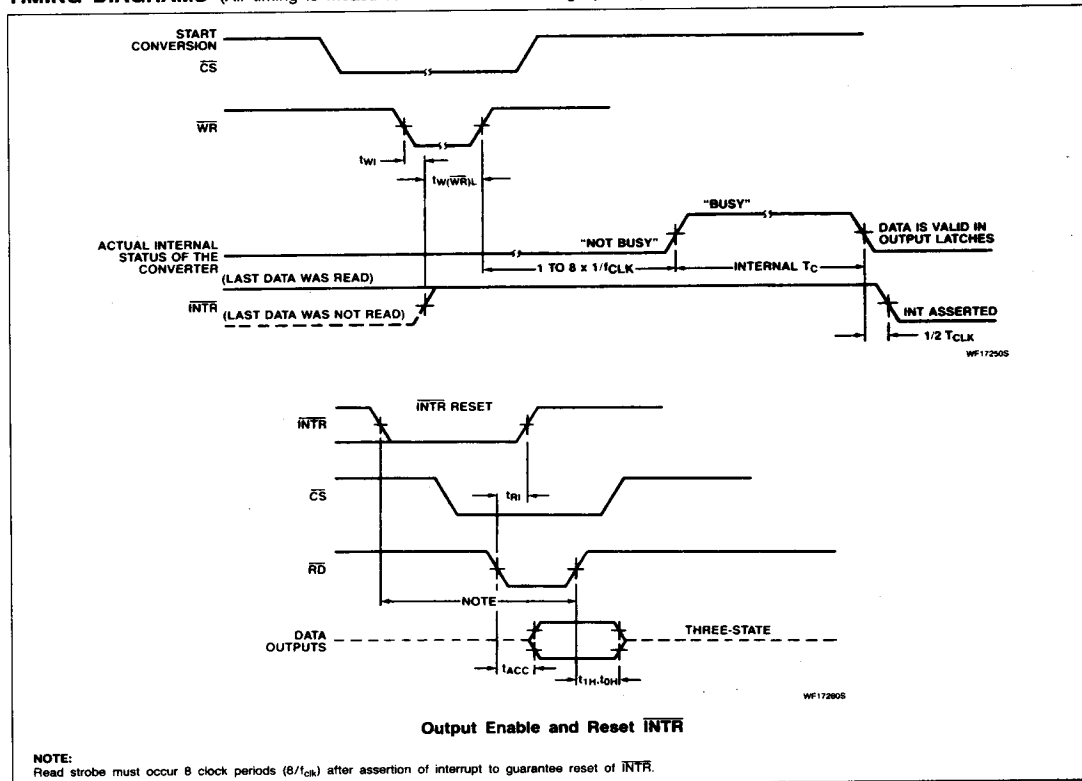 START
CONVERSION
CS
WR
tWI
tW(WR)L
"BUSY"
"NOT BUSY"
DATA IS VALID IN
OUTPUT LATCHES
ACTUAL INTERNAL
STATUS OF THE
CONVERTER
1 TO 8 x 1/fCLK
INTERNAL TC
(LAST DATA WAS READ)
INTR
(LAST DATA WAS NOT READ)
INT ASSERTED
1/2 TCLK
WF17250S
INTR RESET
INTR
CS
tRI
RD
NOTE
DATA
OUTPUTS
THREE-STATE
tACC
t1H, t0H
WF17260S
Output Enable and Reset INTR
NOTE:
Read strobe must occur 8 clock periods (8/fclk) after assertion of interrupt to guarantee reset of INTR.